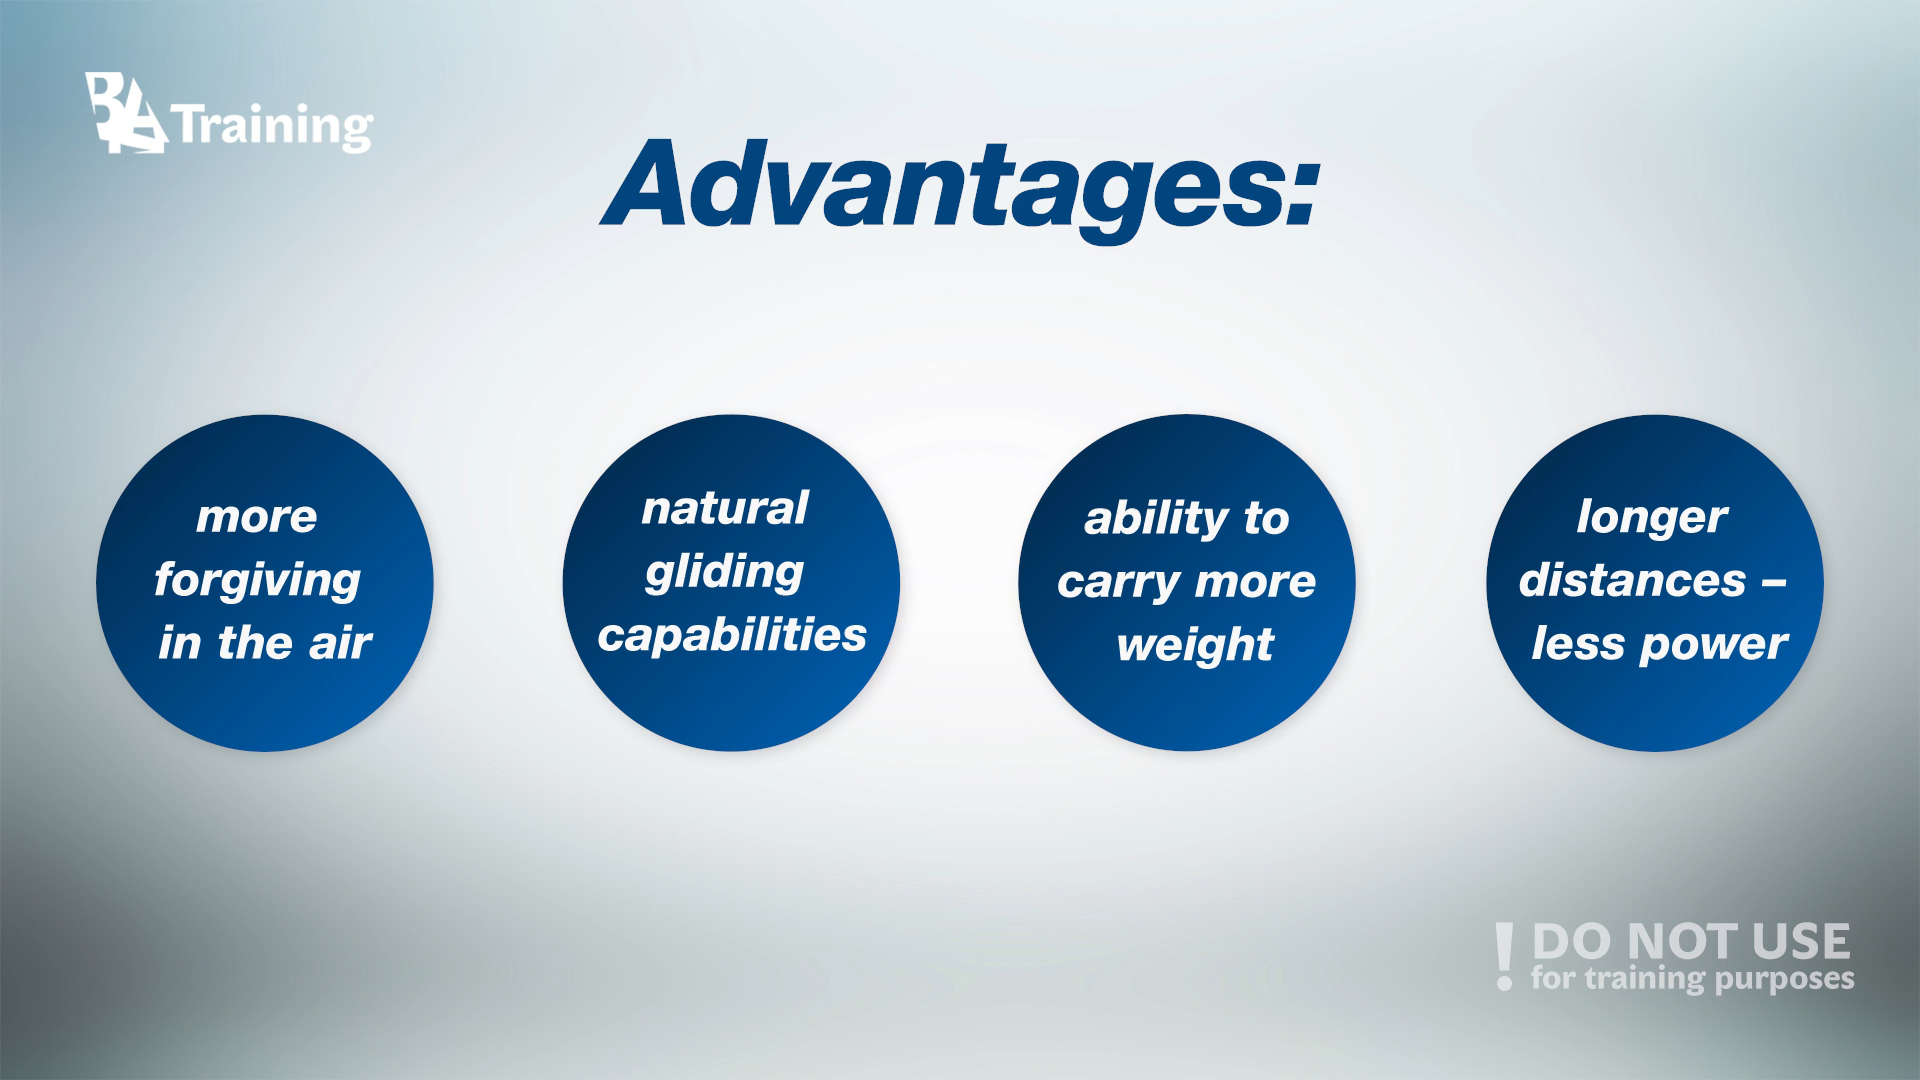 BAA Training
Advantages:
more
forgiving
in the air
natural
gliding
capabilities
ability to
carry more
weight
longer
distances –
less power
! DO NOT USE
for training purposes